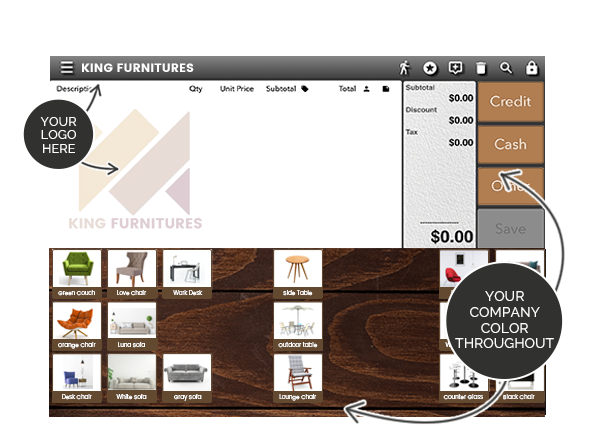 KING FURNITURES
Qty Unit Price Subtotal Total
YOUR
LOGO
HERE
KING FURNITURES
Subtotal
$0.00
Discount
$0.00
Tax
$0.00
$0.00
Credit
Cash
Save
Green couch Love chair Work Desk Side Table
Orange chair Luna sofa outdoor table
Desk chair White sofa Gray sofa Lounge chair Counter Glass Black chair
YOUR
COMPANY
COLOR
THROUGHOUT